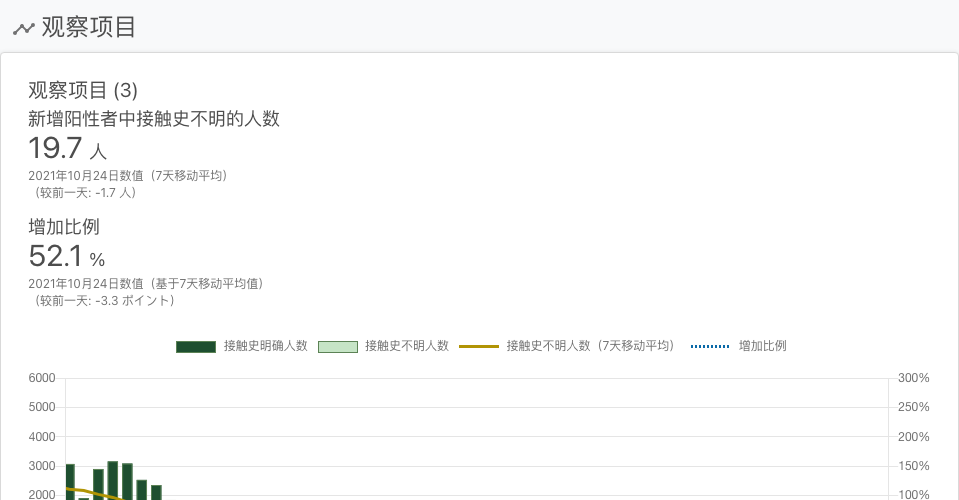 观察项目
观察项目 (3)
新增阳性者中接触史不明的人数
19.7 人
2021年10月24日数值（7天移动平均）
（较前一天: -1.7 人）
增加比例
52.1 %
2021年10月24日数值（基于7天移动平均值）
（较前一天: -3.3 ポイント）
接触史明确人数 接触史不明人数 接触史不明人数（7天移动平均） 增加比例
6000 300%
5000 250%
4000 200%
3000 150%
2000 100%